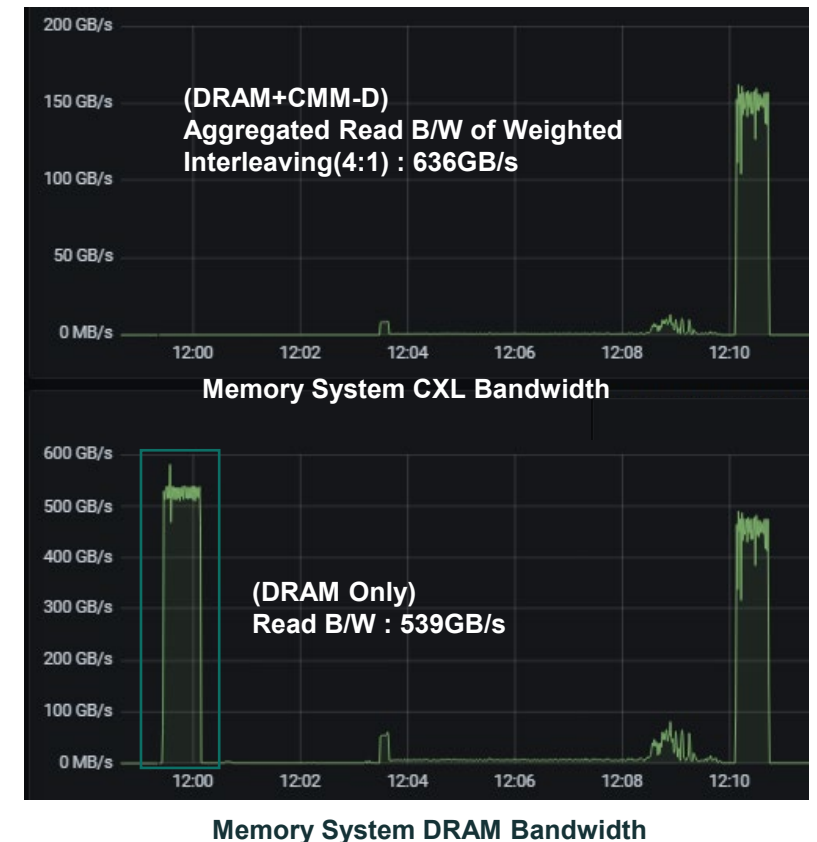 200 GB/s
150 GB/s
(DRAM+CMM-D)
Aggregated Read B/W of Weighted
Interleaving(4:1) : 636GB/s
100 GB/s
50 GB/s
0 MB/s
12:00 12:02 12:04 12:06 12:08 12:10
Memory System CXL Bandwidth
600 GB/s
500 GB/s
400 GB/s
(DRAM Only)
Read B/W : 539GB/s
300 GB/s
200 GB/s
100 GB/s
0 MB/s
12:00 12:02 12:04 12:06 12:08 12:10
Memory System DRAM Bandwidth